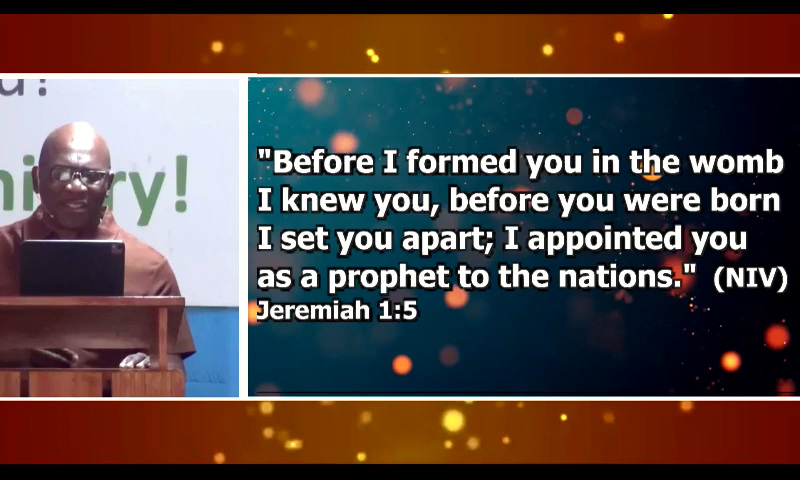 "Before I formed you in the womb
I knew you, before you were born
I set you apart; I appointed you
as a prophet to the nations." (NIV)
Jeremiah 1:5